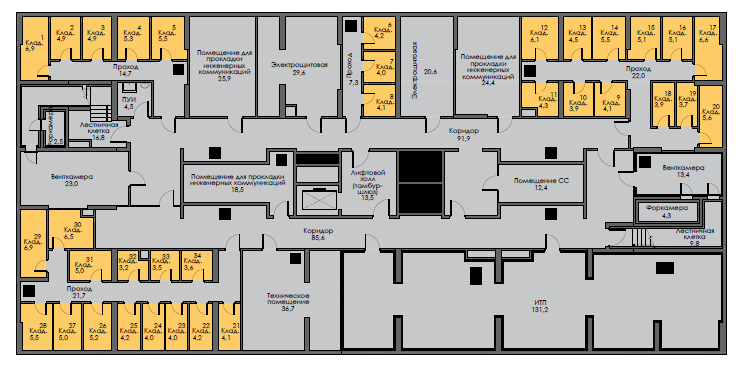 1
Клад.
6,9
2
Клад.
4,9
3
Клад.
4,9
4
Клад.
5,3
5
Клад.
5,5
Проход
14,7
Помещение для
прокладки
инженерных
коммуникаций
25,9
Электрощитовая
29,6
Проход
7,3
6
Клад.
4,2
7
Клад.
4,0
8
Клад.
4,1
Электрощитовая
20,6
Помещение для
прокладки
инженерных
коммуникаций
24,4
12
Клад.
6,1
13
Клад.
4,5
14
Клад.
5,5
15
Клад.
5,1
16
Клад.
5,1
17
Клад.
6,6
Проход
22,0
11
Клад.
4,3
10
Клад.
3,9
9
Клад.
4,1
18
Клад.
3,9
19
Клад.
3,7
20
Клад.
5,6
ПУИ
4,5
Форкамера
2,5
Лестничная
клетка
16,8
Коридор
91,9
Венткамера
23,0
Помещение для прокладки
инженерных коммуникаций
18,5
Лифтовой
холл
(тамбур-
шлюз)
13,5
Помещение СС
12,4
Венткамера
13,4
Форкамера
4,3
Лестничная
клетка
9,8
29
Клад.
6,9
30
Клад.
6,5
Коридор
85,6
31
Клад.
5,0
32
Клад.
3,2
33
Клад.
3,5
34
Клад.
3,6
Проход
21,7
Техническое
помещение
36,7
ИТП
131,2
28
Клад.
5,5
27
Клад.
5,0
26
Клад.
5,2
25
Клад.
4,2
24
Клад.
4,0
23
Клад.
4,0
22
Клад.
4,2
21
Клад.
4,1